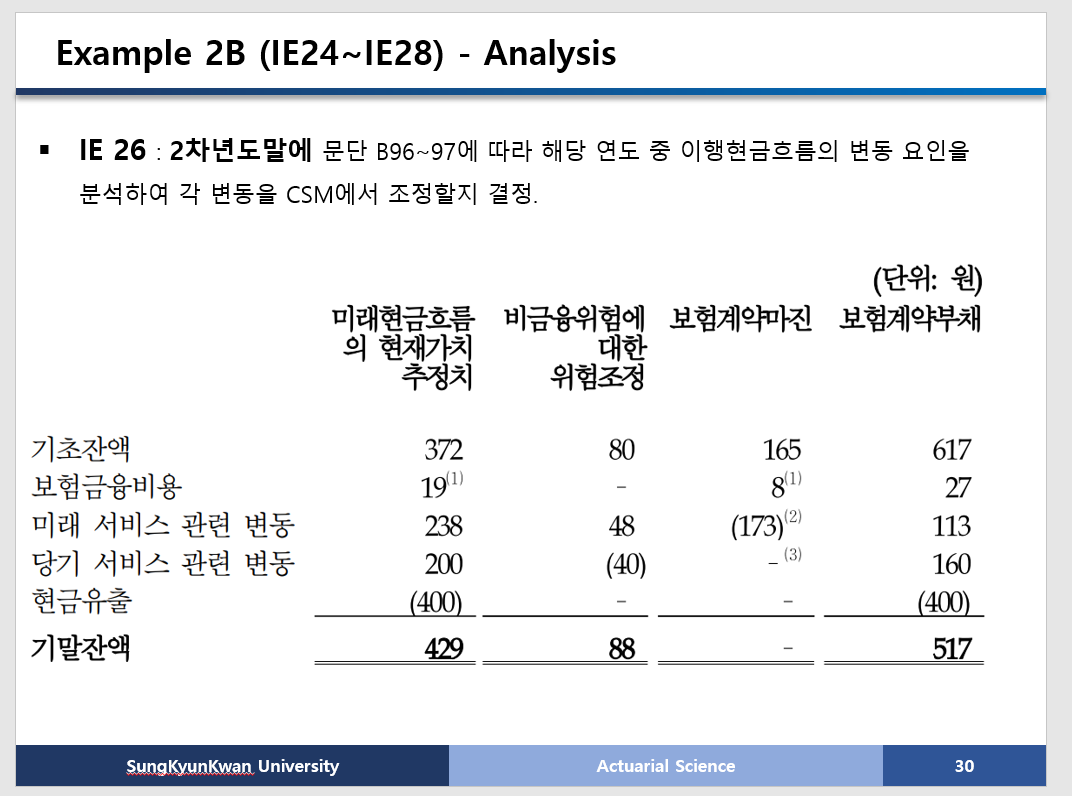 Example 2B (IE24~IE28) - Analysis
▪ IE 26 : 2차년도말에 문단 B96~97에 따라 해당 연도 중 이행현금흐름의 변동 요인을
분석하여 각 변동을 CSM에서 조정할지 결정.
(단위: 원)
미래현금흐름 비금융위험에 보험계약마진 보험계약부채
의 현재가치 대한
추정치 위험조정
기초잔액 372 80 165 617
보험금융비용 19(1) – 8(1) 27
미래 서비스 관련 변동 238 48 (173)(2) 113
당기 서비스 관련 변동 200 (40) –(3) 160
현금유출 (400) – – (400)
기말잔액 429 88 – 517
SungKyunKwan University Actuarial Science 30